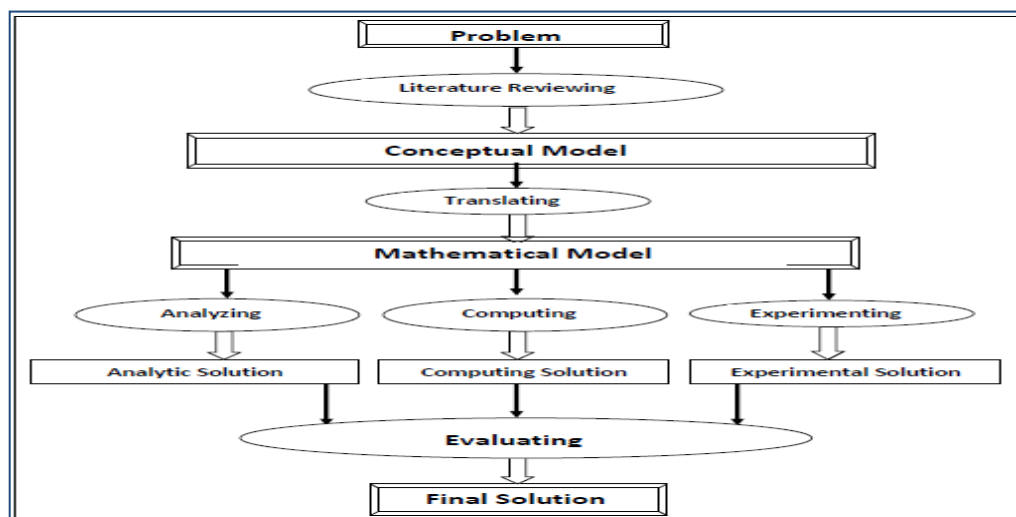 Problem
Literature Reviewing
Conceptual Model
Translating
Mathematical Model
Analyzing
Computing
Experimenting
Analytic Solution
Computing Solution
Experimental Solution
Evaluating
Final Solution